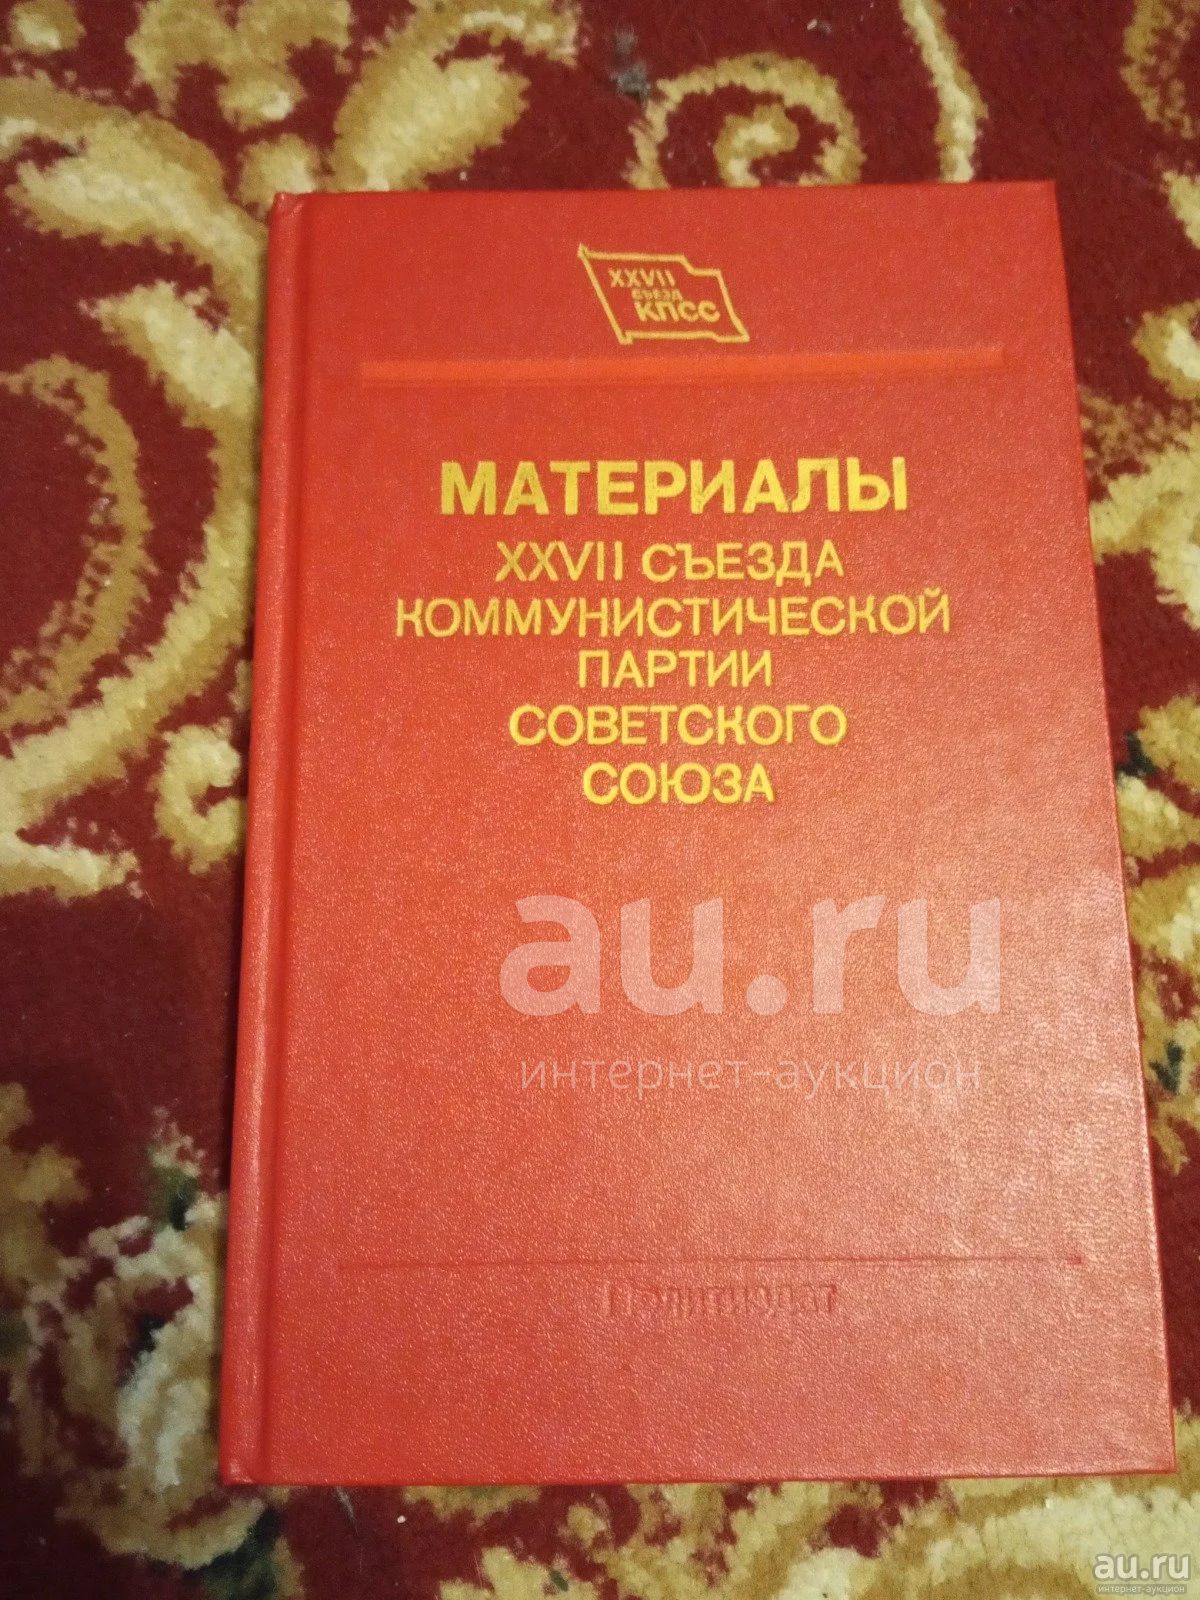 XXVII
СЪЕЗД
КПСС
МАТЕРИАЛЫ
XXVII СЪЕЗДА
КОММУНИСТИЧЕСКОЙ
ПАРТИИ
СОВЕТСКОГО
СОЮЗА
au.ru
интернет-аукцион
Политиздат
au.ru
интернет-аукцион